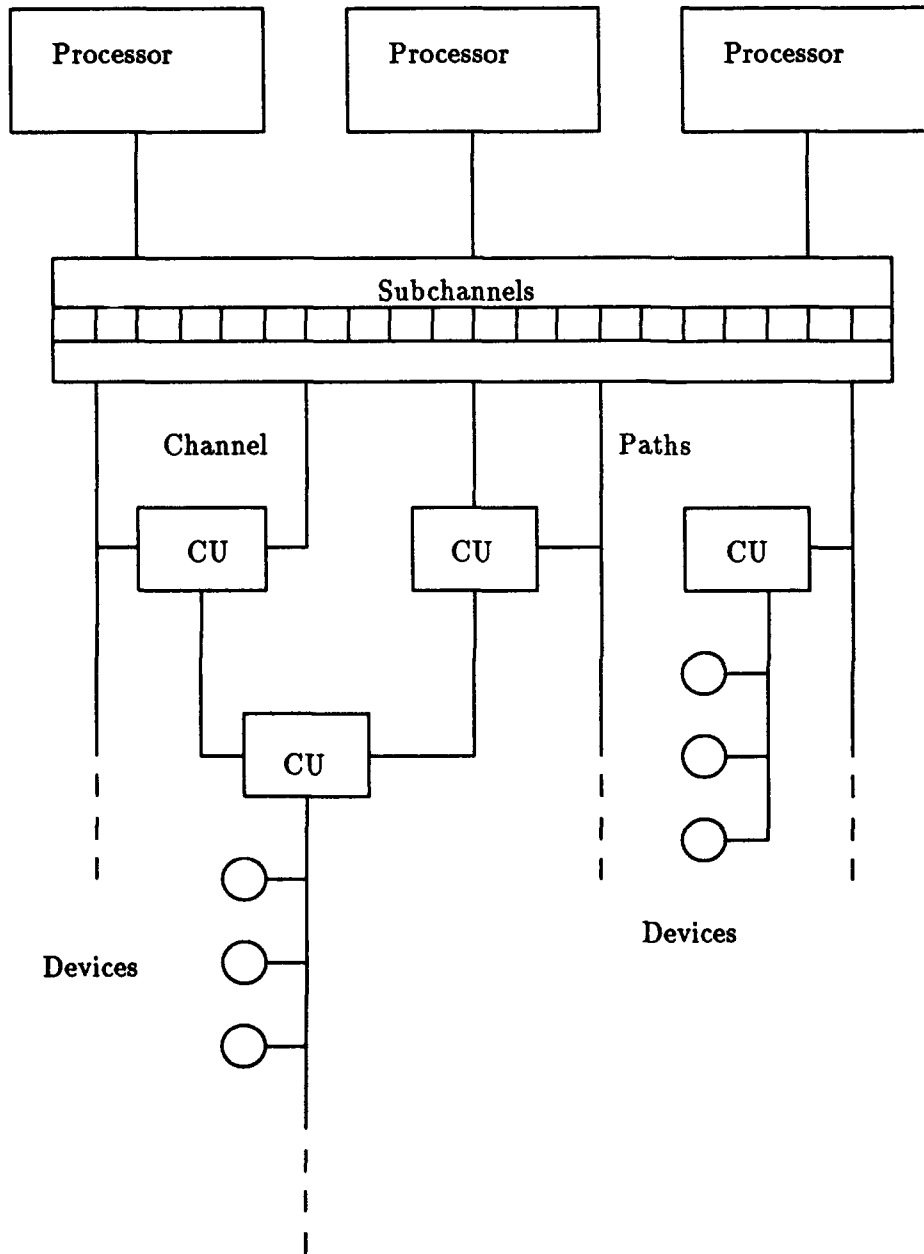 Processor
Processor
Processor
Subchannels
Channel
Paths
CU
CU
CU
CU
Devices
Devices